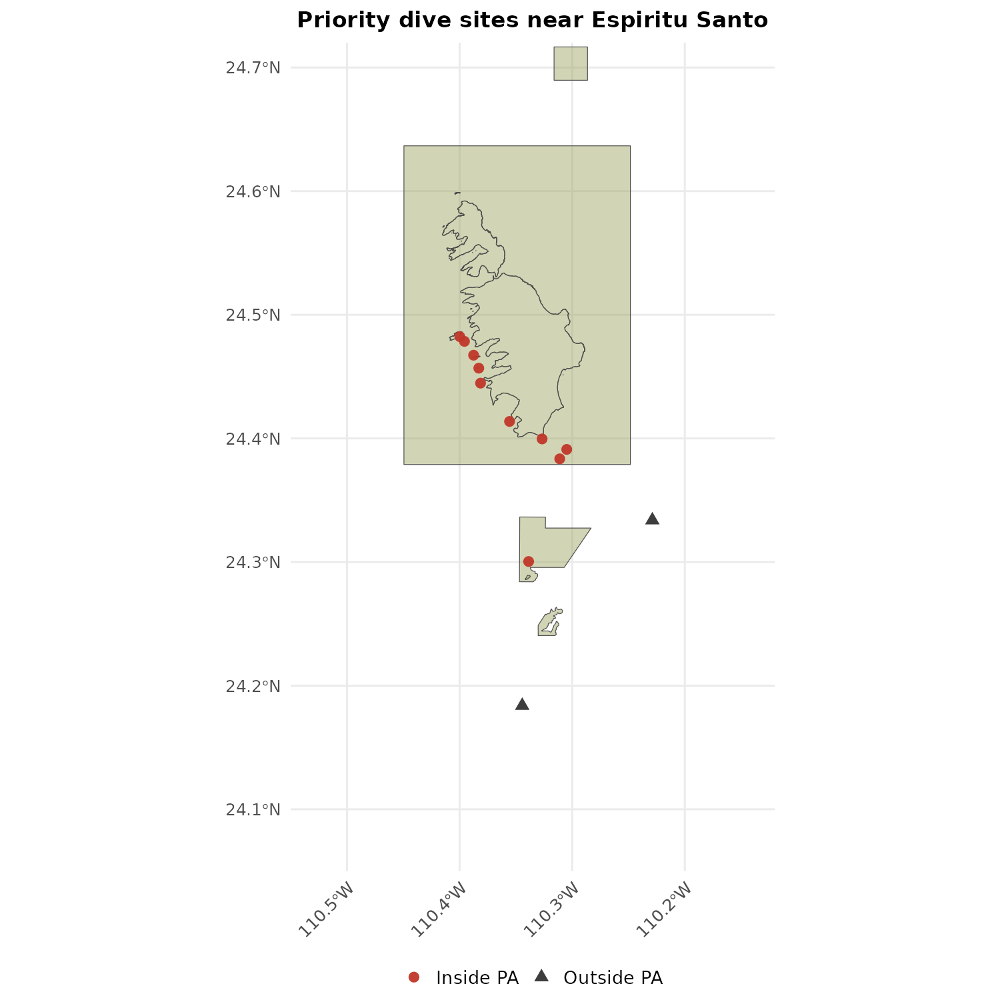 Priority dive sites near Espiritu Santo
24.7°N
24.6°N
24.5°N
24.4°N
24.3°N
24.2°N
24.1°N
110.5°W
110.4°W
110.3°W
110.2°W
Inside PA
Outside PA